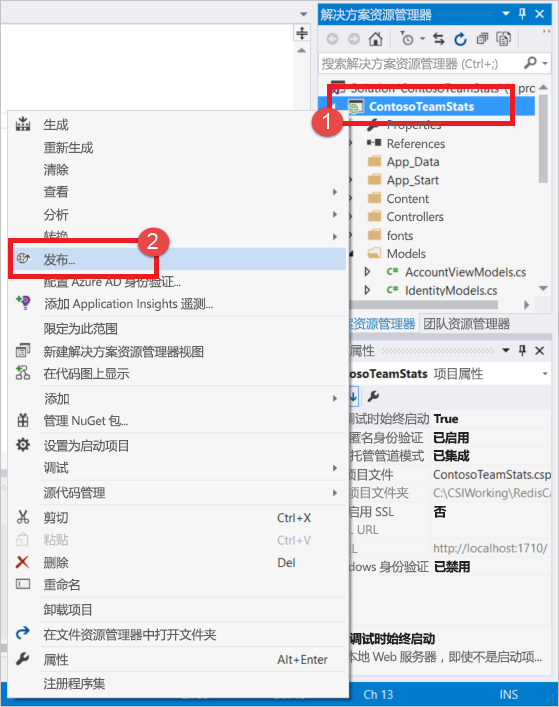 解决方案资源管理器
搜索解决方案资源管理器 (Ctrl+;)
Solution 'ContosoTeamStats' (1 pro
ContosoTeamStats
1
Properties
References
App_Data
App_Start
Content
Controllers
fonts
Models
C# AccountViewModels.cs
C# IdentityModels.cs
案资源管理器 团队资源管理器
生成
重新生成
清除
查看
分析
转换
2
发布...
配置 Azure AD 身份验证...
添加 Application Insights 遥测...
限定为此范围
新建解决方案资源管理器视图
在代码图上显示
添加
管理 NuGet 包...
设置为启动项目
调试
源代码管理
剪切 Ctrl+X
粘贴 Ctrl+V
删除 Del
重命名
卸载项目
在文件资源管理器中打开文件夹
属性 Alt+Enter
注册程序集
属性
osoTeamStats 项目属性
调试时始终启动 True
匿名身份验证 已启用
托管管道模式 已集成
项目文件 ContosoTeamStats.csp
项目文件夹 C:\CSIWorking\RedisCa
启用 SSL 否
URL
http://localhost:1710/
dows 身份验证 已禁用
调试时始终启动
本地 Web 服务器，即使不是启动项...
Ch 13
INS